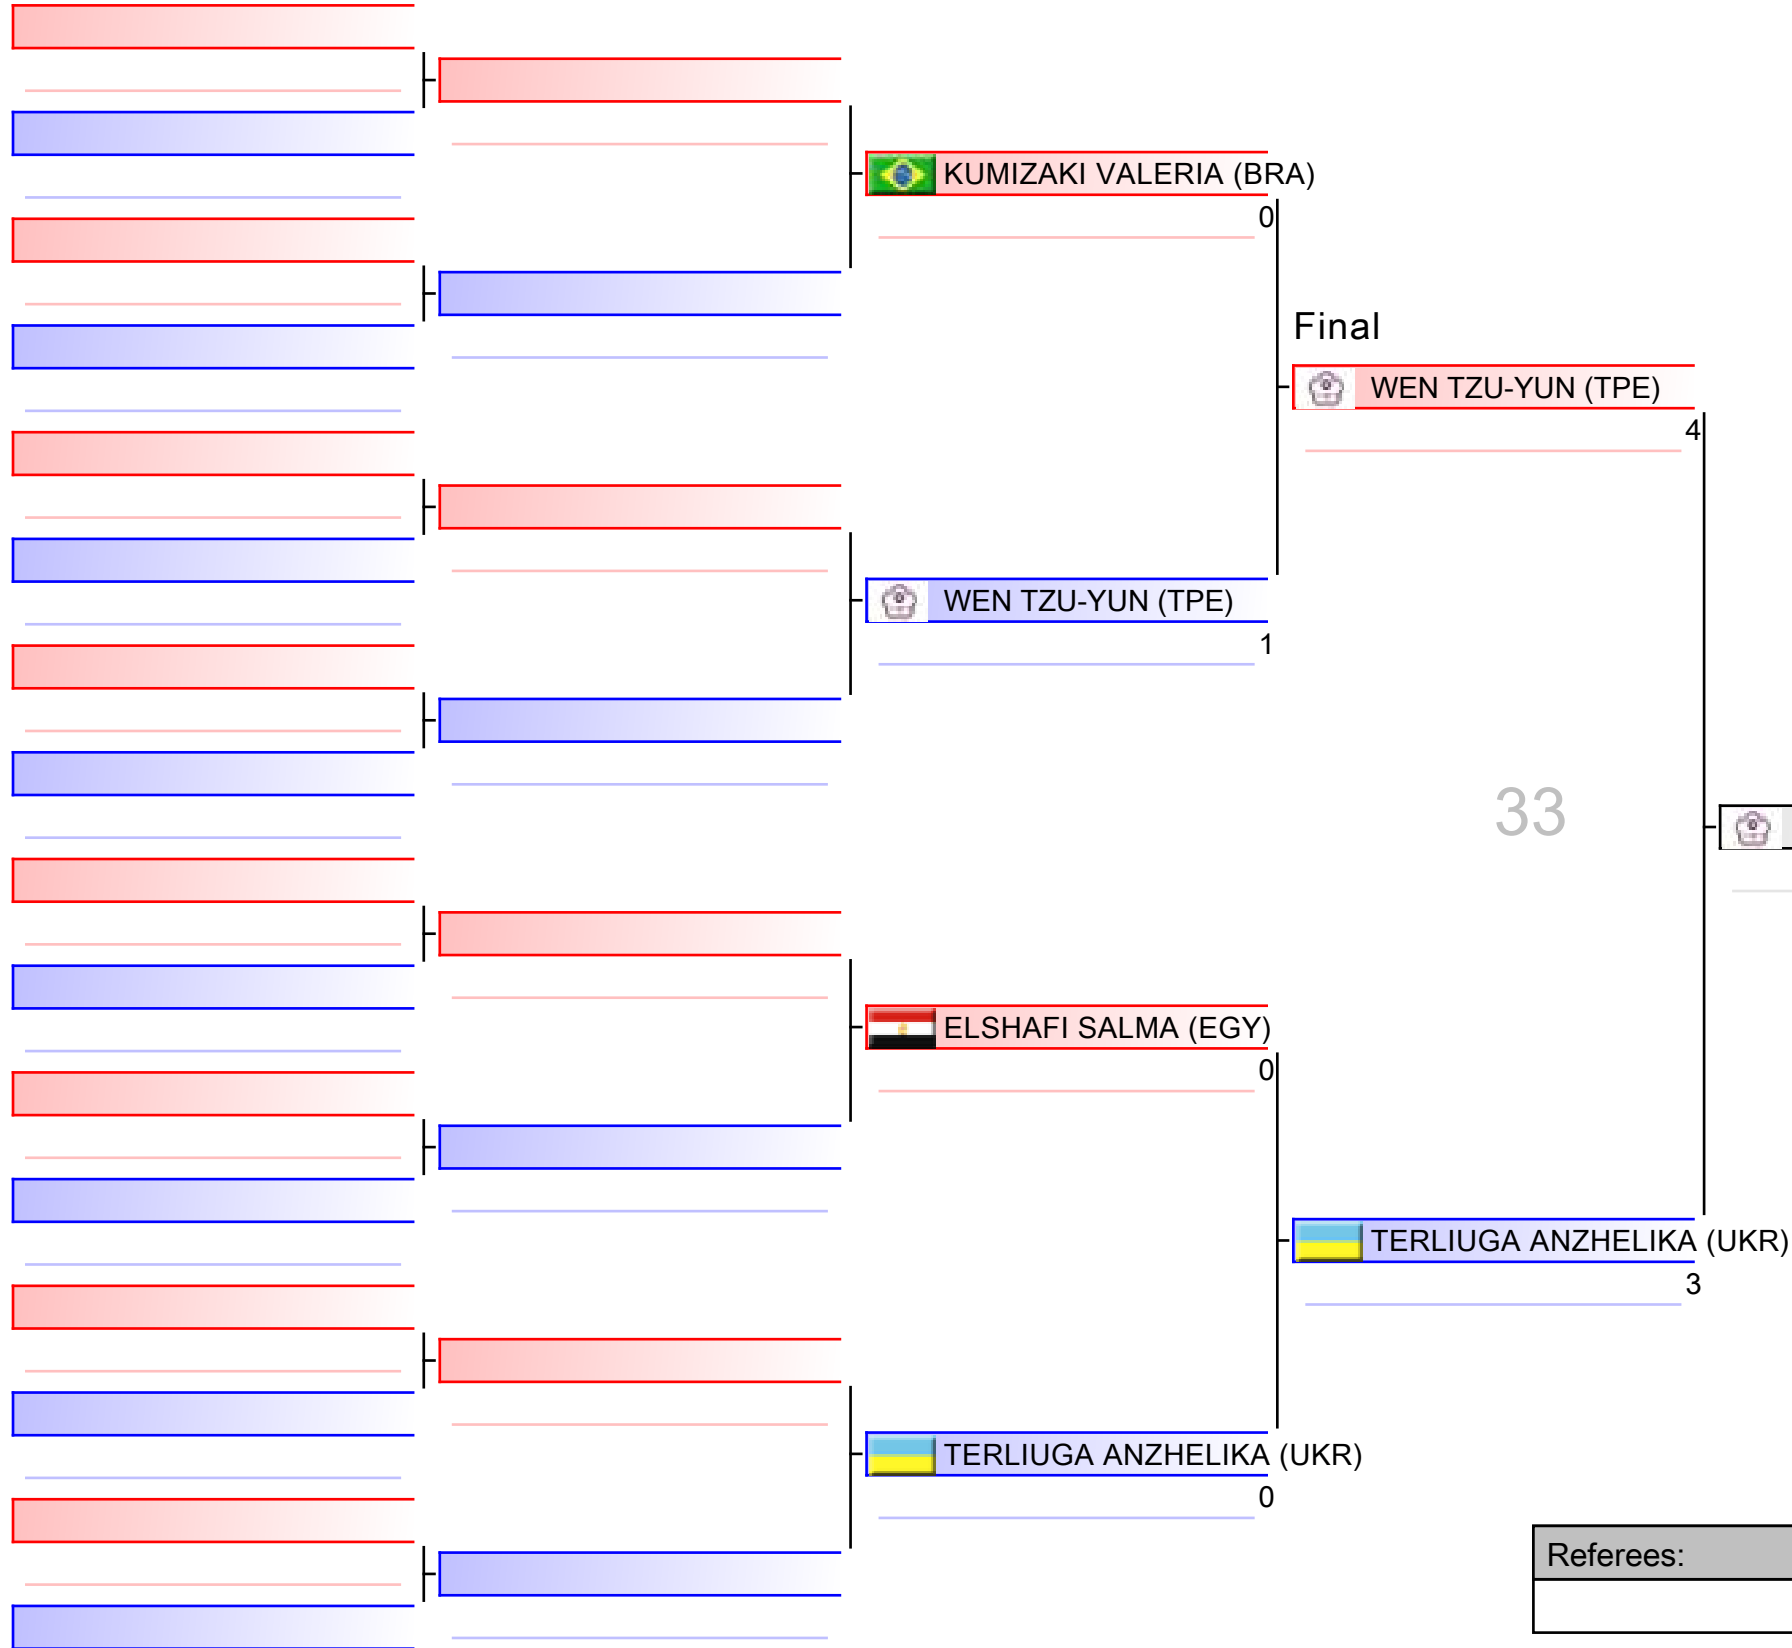 KUMIZAKI VALERIA (BRA)
0
Final
WEN TZU-YUN (TPE)
4
WEN TZU-YUN (TPE)
1
33
ELSHAFI SALMA (EGY)
0
TERLIUGA ANZHELIKA (UKR)
3
TERLIUGA ANZHELIKA (UKR)
0
Referees: